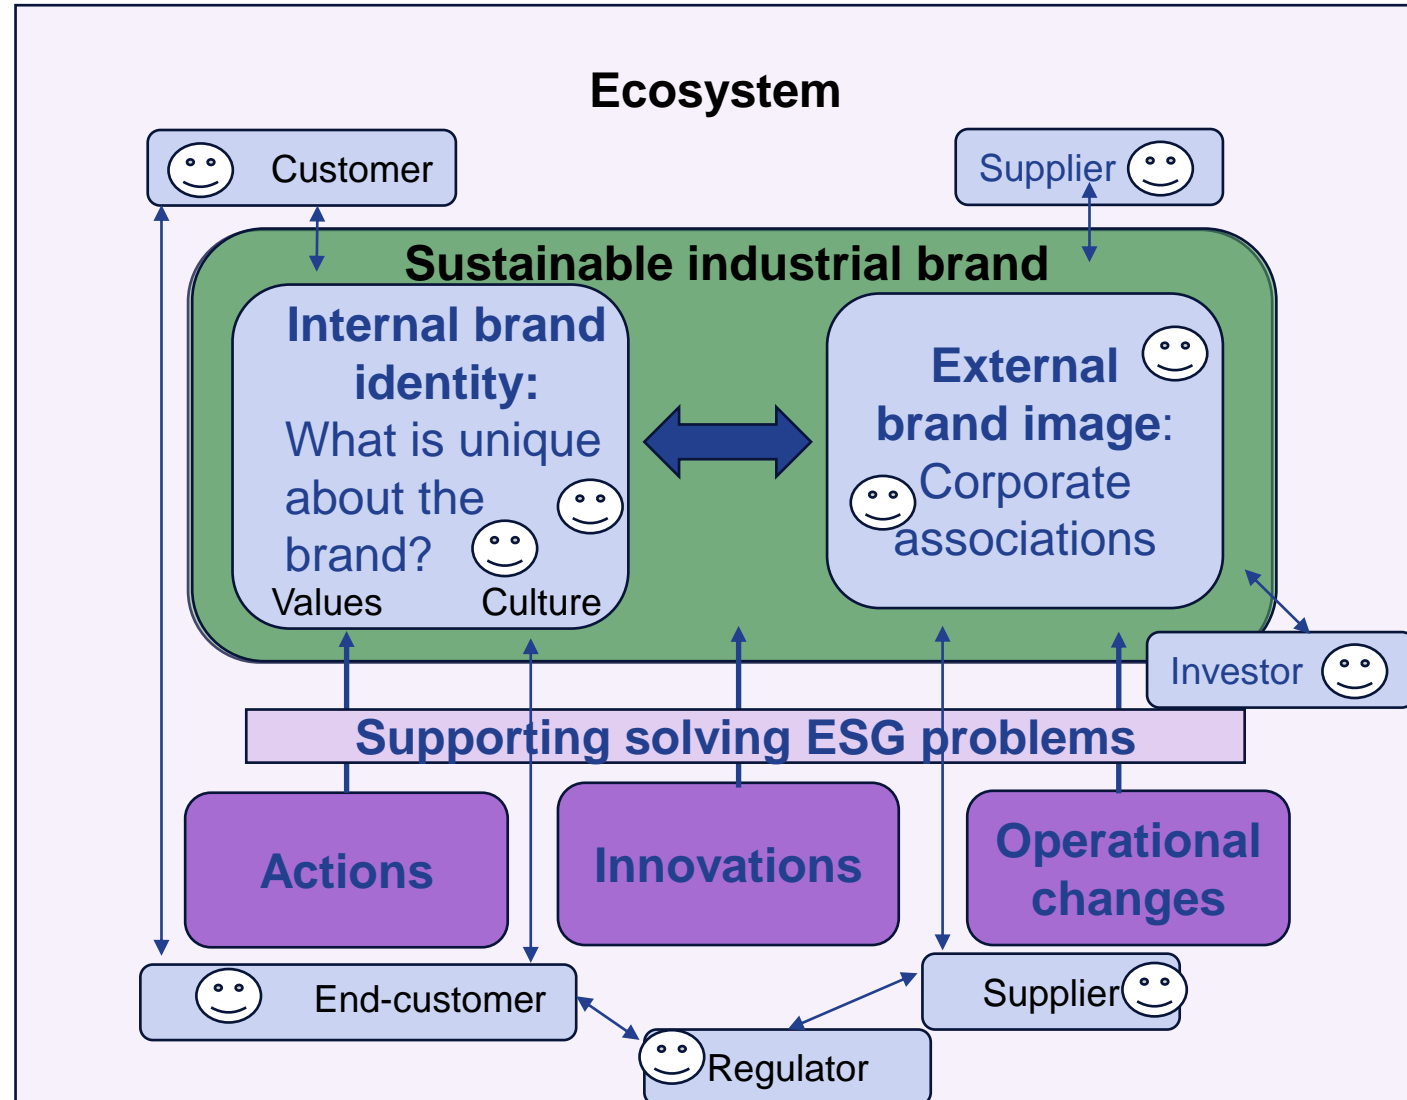 Ecosystem
Customer
Supplier
Sustainable industrial brand
Internal brand
identity:
What is unique
about the
brand?
Values
Culture
External
brand image:
Corporate
associations
Investor
Supporting solving ESG problems
Actions
Innovations
Operational
changes
End-customer
Supplier
Regulator